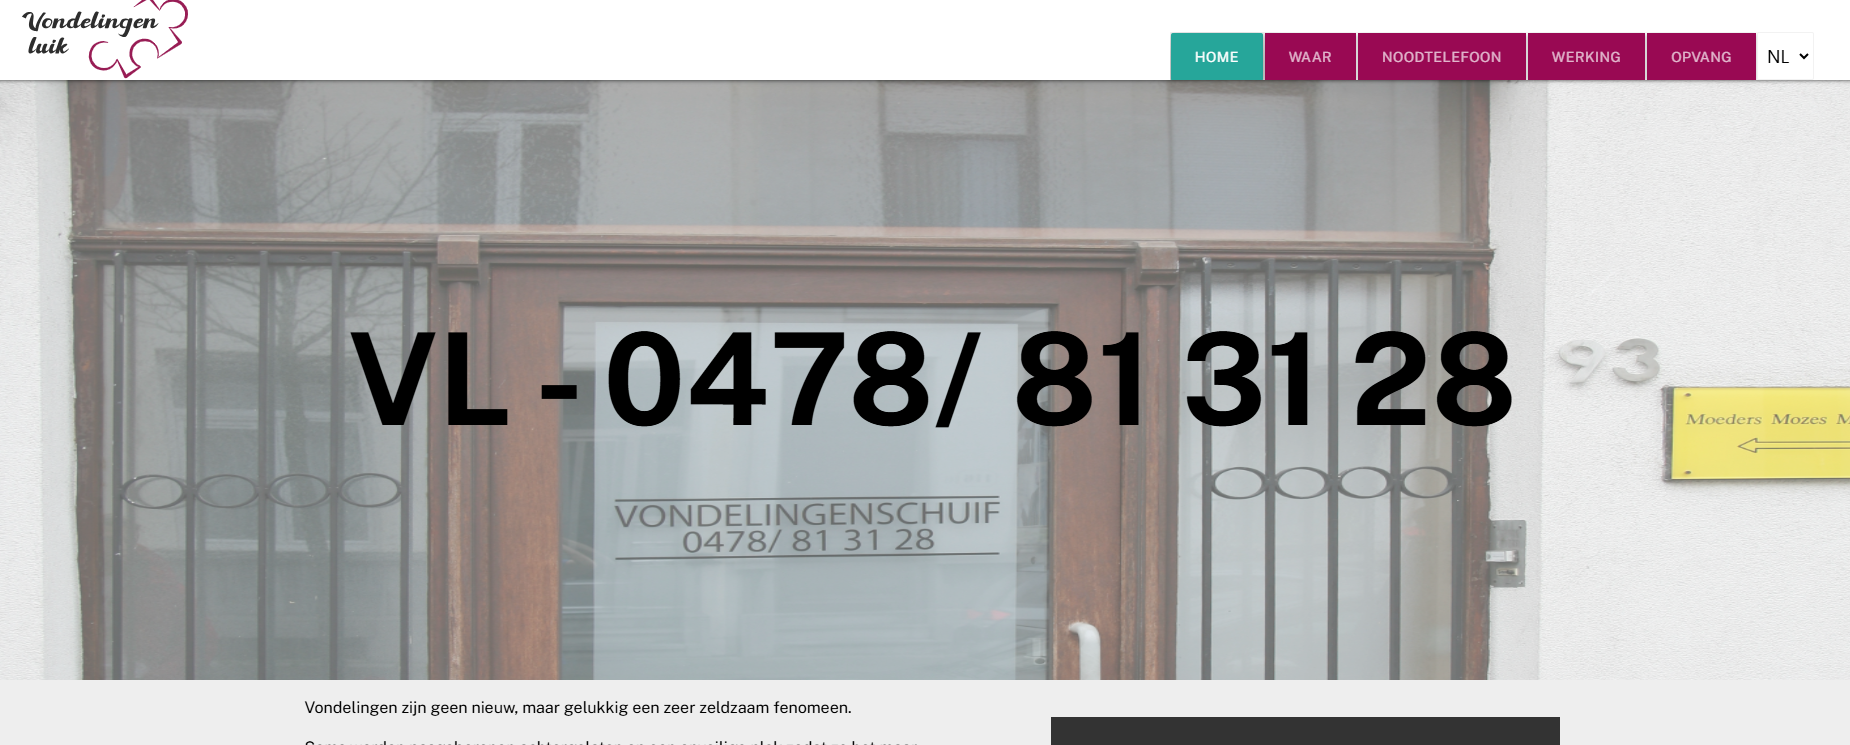 Vondelingen
luik
HOME WAAR NOODTELEFOON WERKING OPVANG NL
VL - 0478/ 81 31 28
93
Moeders Mozes M
VONDELINGENSCHUIF
0478/ 81 31 28
Vondelingen zijn geen nieuw, maar gelukkig een zeer zeldzaam fenomeen.